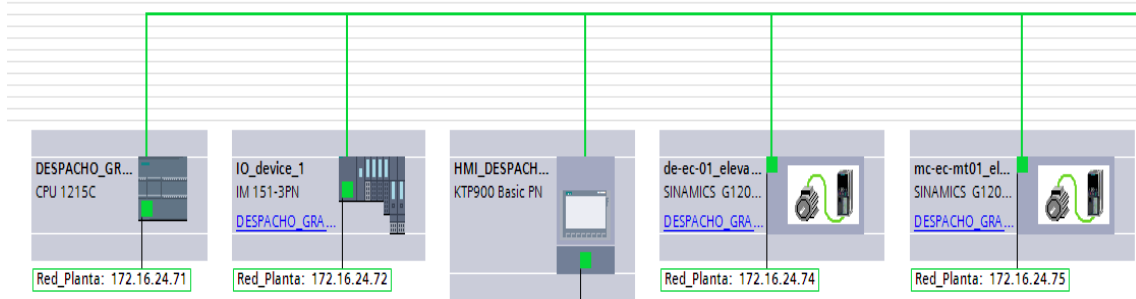 DESPACHO_GR...
CPU 1215C
IO_device_1
IM 151-3PN
DESPACHO_GRA...
HMI_DESPACH...
KTP900 Basic PN
de-ec-01_eleva...
SINAMICS G120...
DESPACHO_GRA...
mc-ec-mt01_el...
SINAMICS G120...
DESPACHO_GRA...
Red_Planta: 172.16.24.71
Red_Planta: 172.16.24.72
Red_Planta: 172.16.24.74
Red_Planta: 172.16.24.75